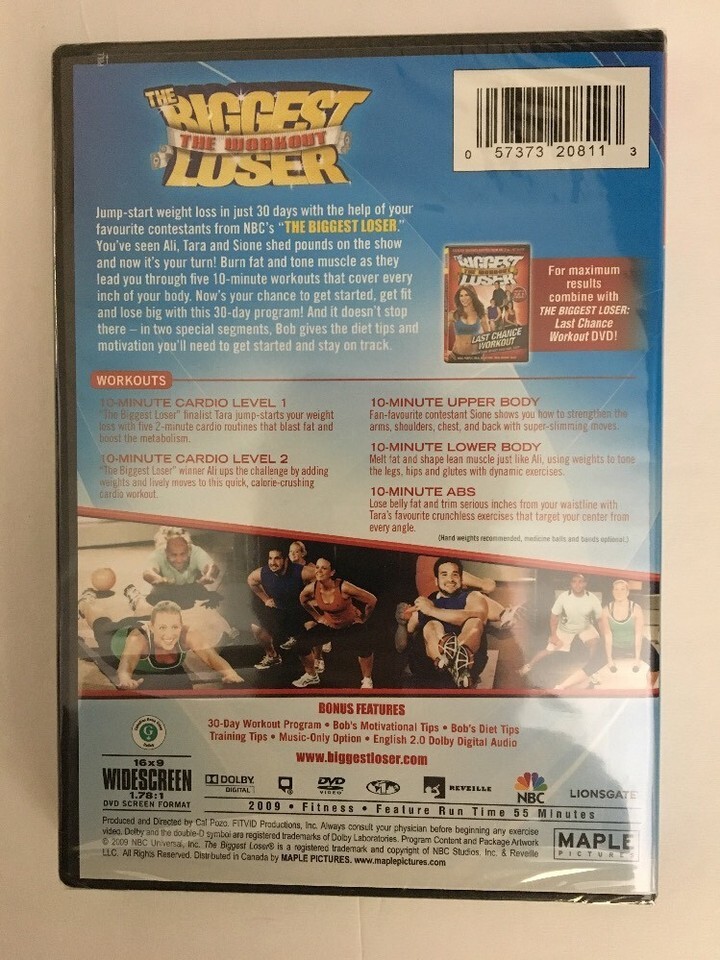 THE
BIGGEST
THE WORKOUT
LOSER
0 57373 20811 3
Jump-start weight loss in just 30 days with the help of your
favourite contestants from NBC's "THE BIGGEST LOSER."
You've seen Ali, Tara and Sione shed pounds on the show
and now it's your turn! Burn fat and tone muscle as they
lead you through five 10-minute workouts that cover every
inch of your body. Now's your chance to get started, get fit
and lose big with this 30-day program! And it doesn't stop
there – in two special segments, Bob gives the diet tips and
motivation you'll need to get started and stay on track.
THE
BIGGEST
THE WORKOUT
LOSER
LAST CHANCE
WORKOUT
For maximum
results
combine with
THE BIGGEST LOSER:
Last Chance
Workout DVD!
WORKOUTS
10-MINUTE CARDIO LEVEL 1
"The Biggest Loser" finalist Tara jump-starts your weight
loss with five 2-minute cardio routines that blast fat and
boost the metabolism.
10-MINUTE CARDIO LEVEL 2
"The Biggest Loser" winner Ali ups the challenge by adding
weights and lively moves to this quick, calorie-crushing
cardio workout.
10-MINUTE UPPER BODY
Fan-favourite contestant Sione shows you how to strengthen the
arms, shoulders, chest, and back with super-slimming moves.
10-MINUTE LOWER BODY
Melt fat and shape lean muscle just like Ali, using weights to tone
the legs, hips and glutes with dynamic exercises.
10-MINUTE ABS
Lose belly fat and trim serious inches from your waistline with
Tara's favourite crunchless exercises that target your center from
every angle.
(Hand weights recommended, medicine balls and bands optional.)
BONUS FEATURES
30-Day Workout Program • Bob's Motivational Tips • Bob's Diet Tips
Training Tips • Music-Only Option • English 2.0 Dolby Digital Audio
www.biggestloser.com
G
16x9
WIDESCREEN
1.78:1
DVD SCREEN FORMAT
DOLBY
DIGITAL
DVD
VIDEO
REVEILLE
NBC
LIONSGATE
2009 • Fitness • Feature Run Time 55 Minutes
Produced and Directed by Cal Pozo. FITVID Productions, Inc. Always consult your physician before beginning any exercise
video. Dolby and the double-D symbol are registered trademarks of Dolby Laboratories. Program Content and Package Artwork
© 2009 NBC Universal, Inc. The Biggest Loser® is a registered trademark and copyright of NBC Studios, Inc. & Reveille
LLC. All Rights Reserved. Distributed in Canada by MAPLE PICTURES. www.maplepictures.com
MAPLE
PICTURES